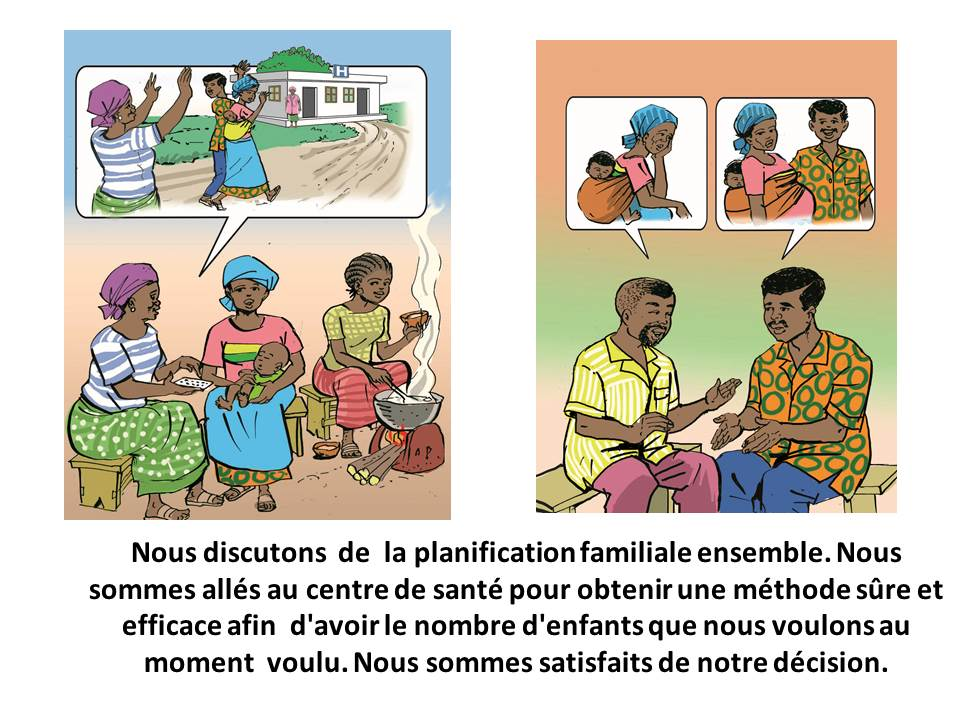 H
Nous discutons de la planification familiale ensemble. Nous
sommes allés au centre de santé pour obtenir une méthode sûre et
efficace afin d'avoir le nombre d'enfants que nous voulons au
moment voulu. Nous sommes satisfaits de notre décision.